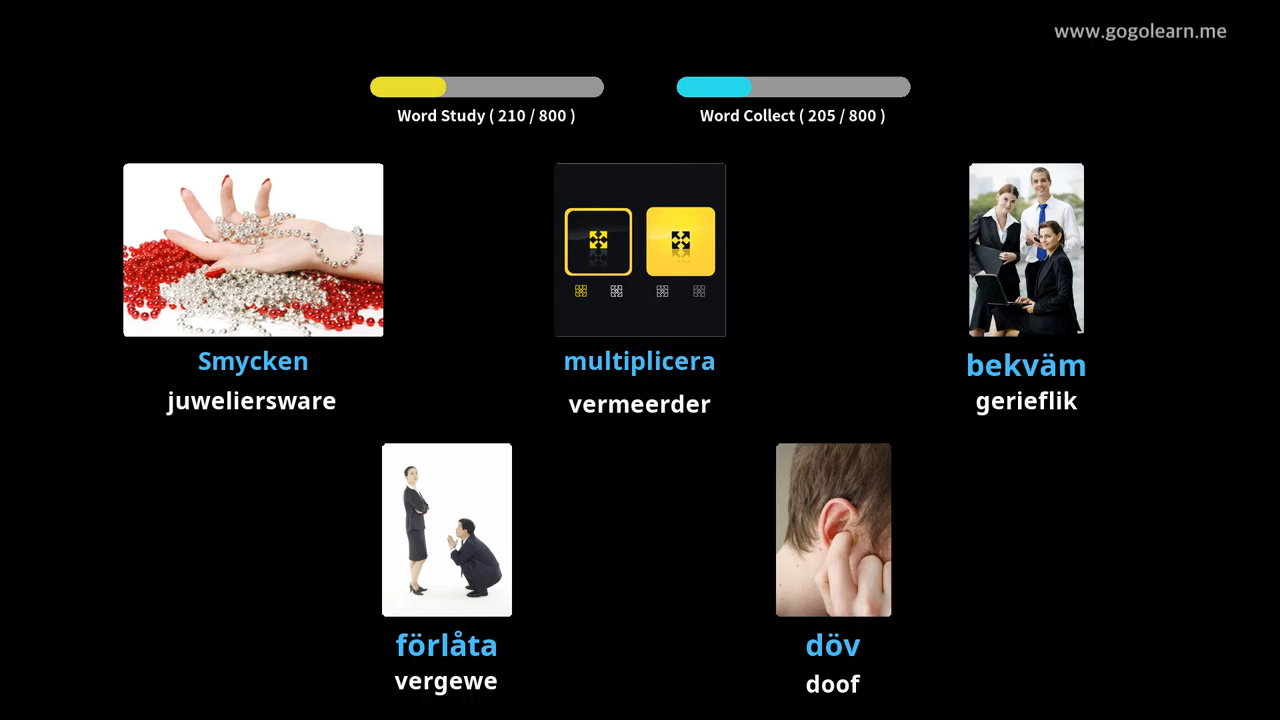 www.gogolearn.me
Word Study ( 210 / 800 )
Word Collect ( 205 / 800 )
Smycken
juweliersware
multiplicera
vermeerder
bekväm
gerieflik
förlåta
vergewe
döv
doof